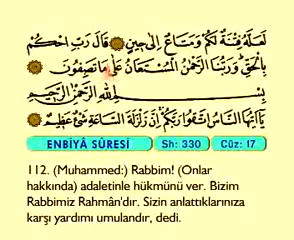 لَعَلَّهُ فِتْنَةٌ لَكُمْ وَمَتَاعٌ اِلٰى حٖينٍ قَالَ رَبِّ احْكُمْ
بِالْحَقِّ وَرَبُّنَا الرَّحْمٰنُ الْمُسْتَعَانُ عَلٰى مَا تَصِفُونَ
بِسْمِ اللّٰهِ الرَّحْمٰنِ الرَّحٖيمِ
يَا اَيُّهَا النَّاسُ اتَّقُوا رَبَّكُمْ اِنَّ زَلْزَلَةَ السَّاعَةِ شَىْءٌ عَظٖيمٌ
ENBİYÂ SÛRESİ Sh: 330 Cüz: 17
112. (Muhammed:) Rabbim! (Onlar
hakkında) adaletinle hükmünü ver. Bizim
Rabbimiz Rahmân'dır. Sizin anlattıklarınıza
karşı yardımı umulandır, dedi.